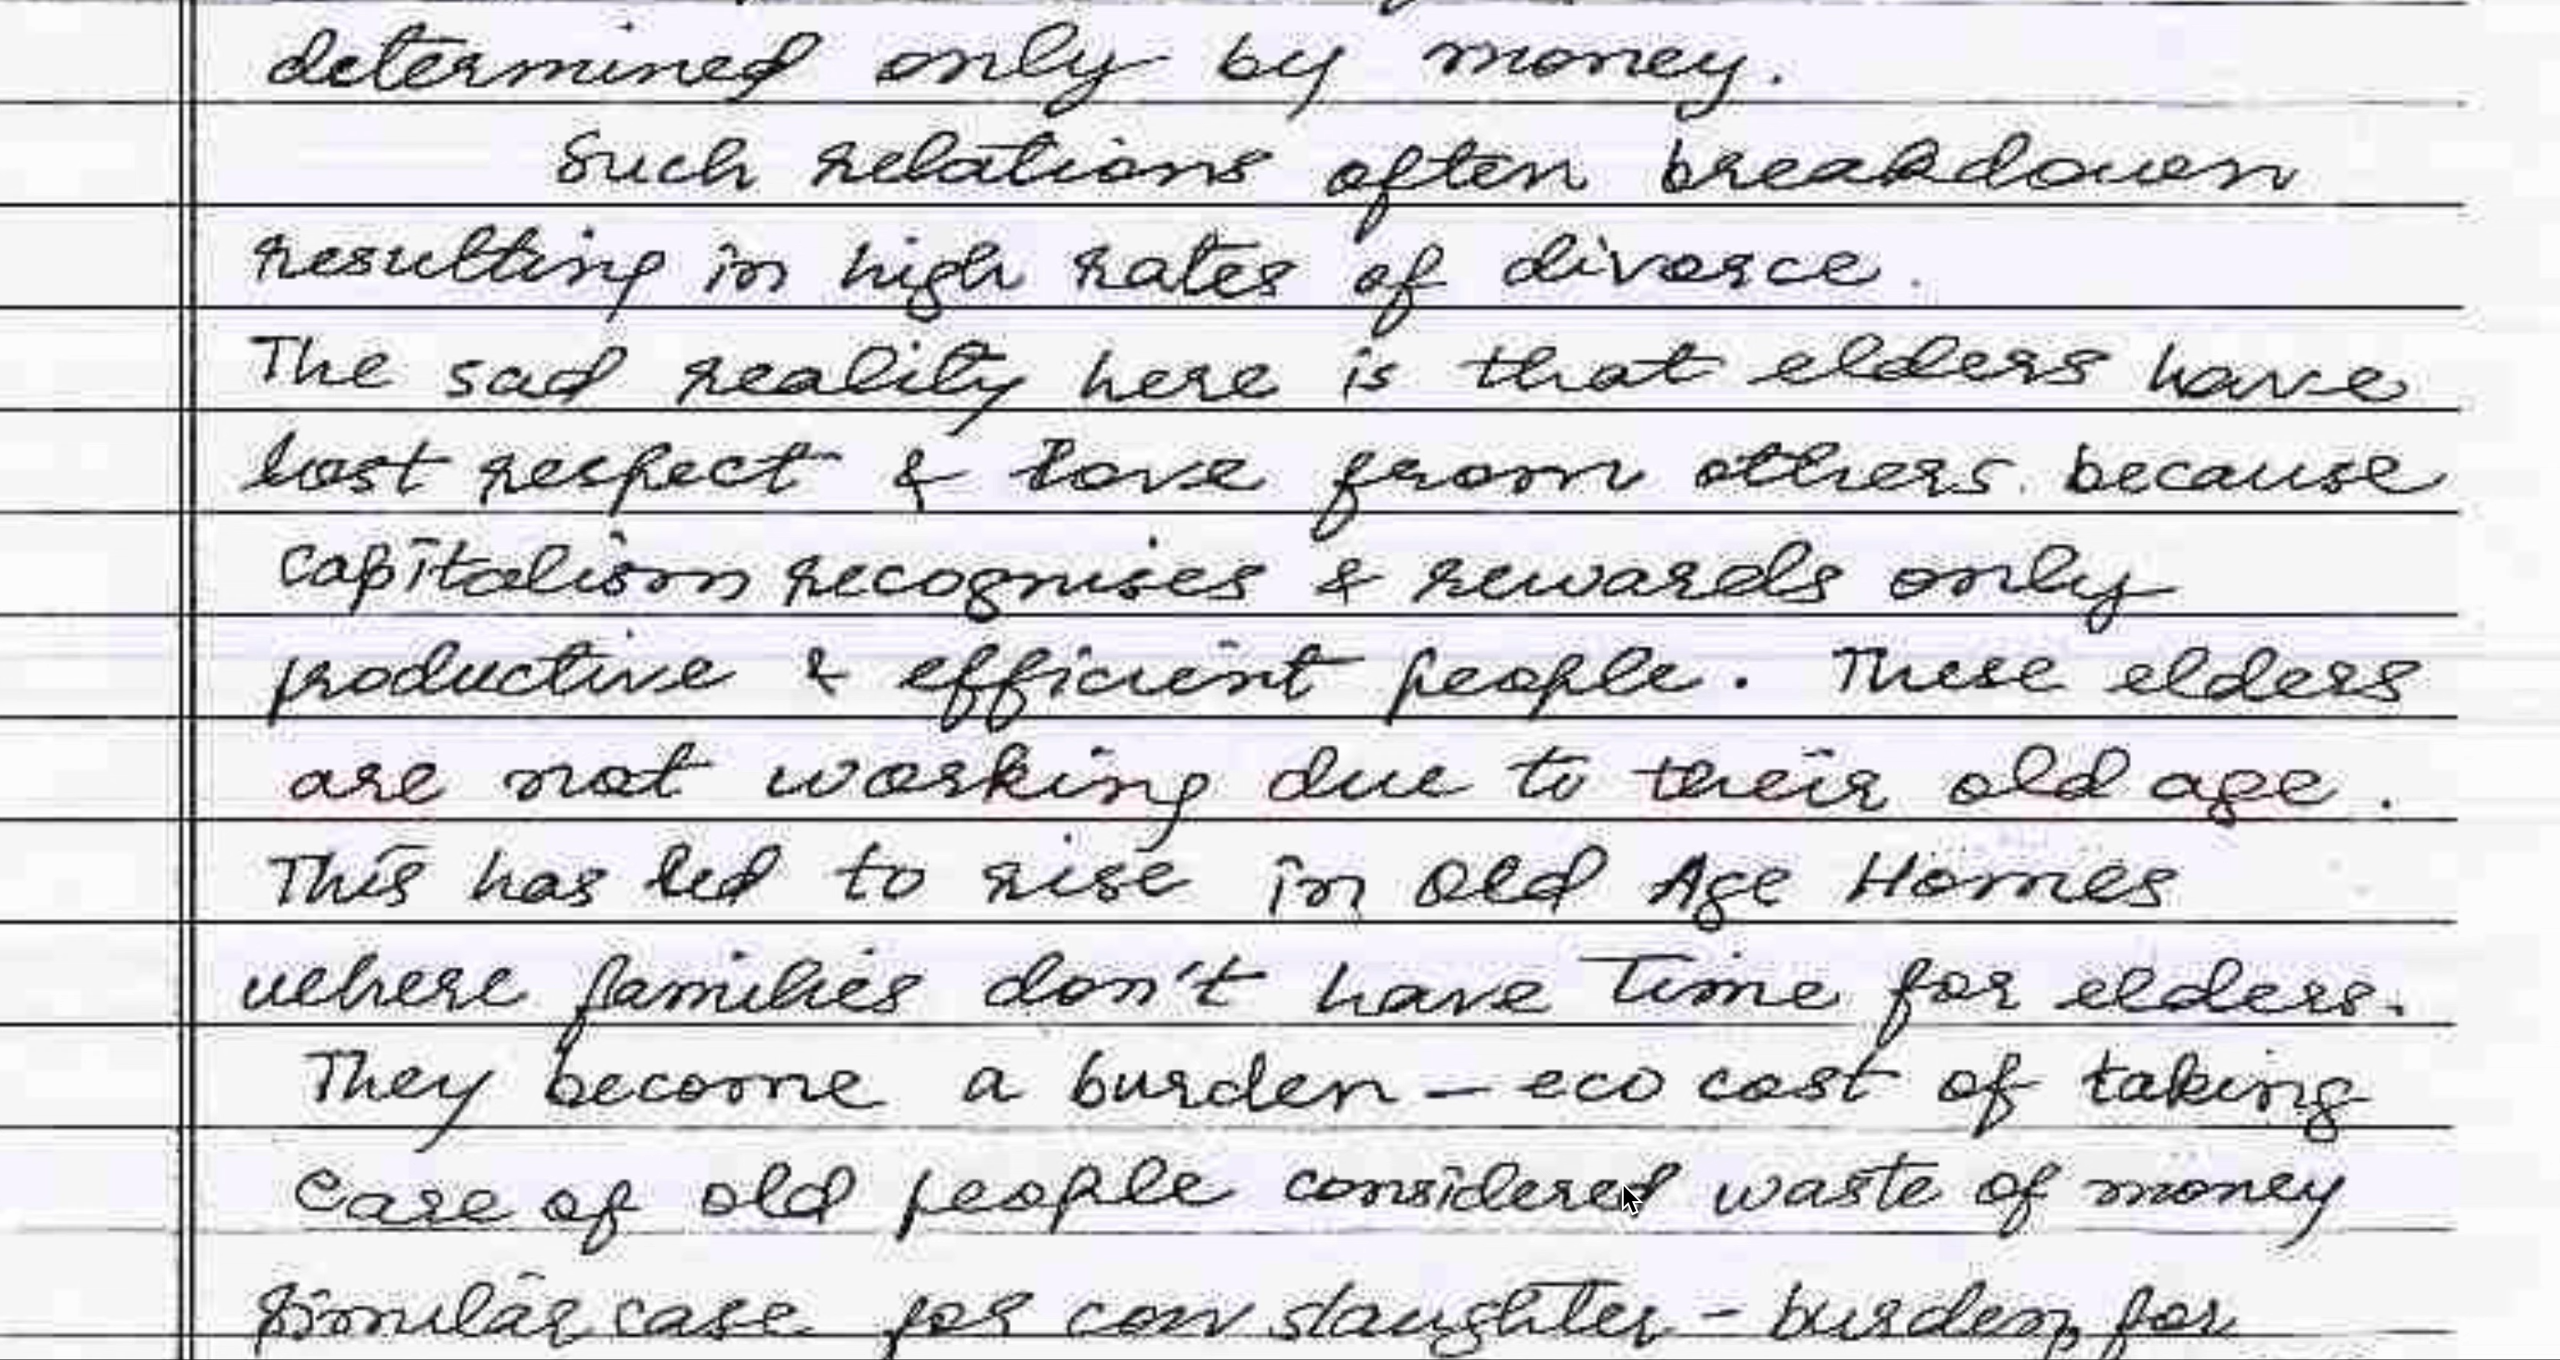 determined only by money.
Such relations often breakdown
resulting in high rates of divorce.
The sad reality here is that elders have
lost respect & love from others because
capitalism recognises & rewards only
productive & efficient people. These elders
are not working due to their old age.
This has led to rise in Old Age Homes
where families don't have time for elders.
They become a burden – eco cost of taking
care of old people considered waste of money
similar case for cow slaughter - burden for